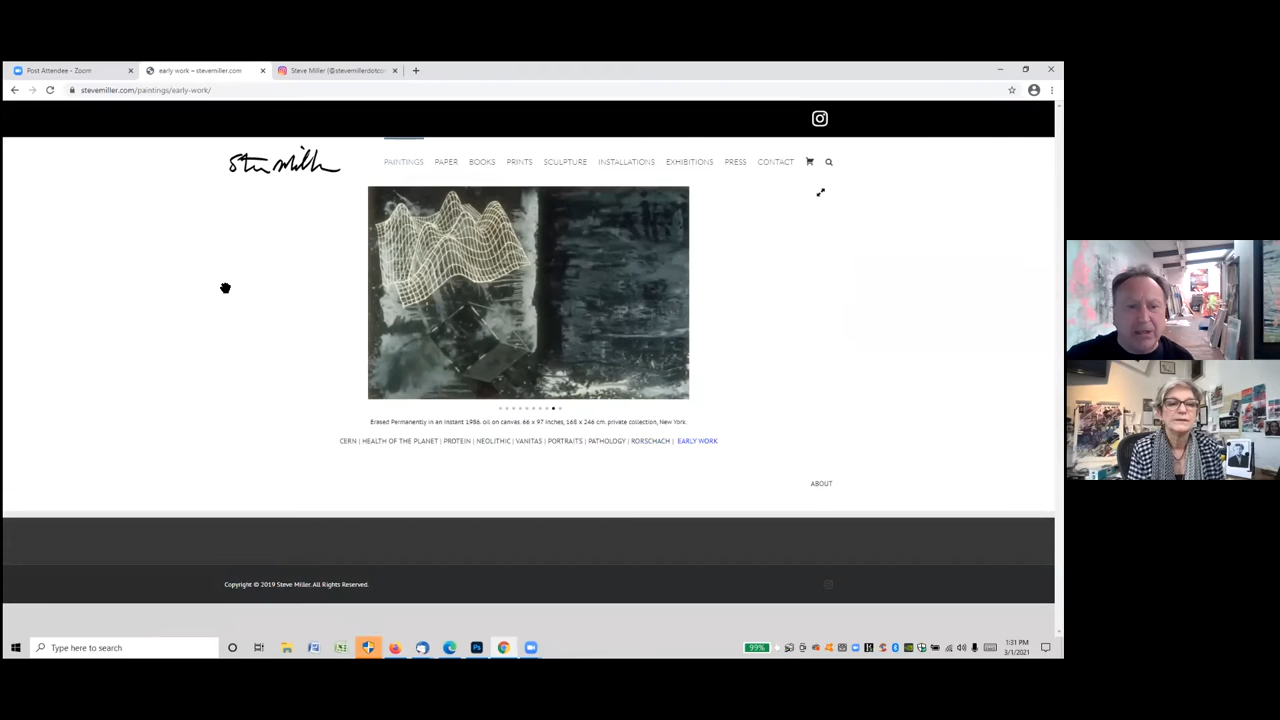 Post Attendee - Zoom
early work – stevemiller.com
Steve Miller (@stevemillerdotco
stevemiller.com/paintings/early-work/
Steve Miller
PAINTINGS PAPER BOOKS PRINTS SCULPTURE INSTALLATIONS EXHIBITIONS PRESS CONTACT
Erased Permanently in an Instant 1986. oil on canvas. 66 x 97 inches, 168 x 246 cm. private collection, New York.
CERN | HEALTH OF THE PLANET | PROTEIN | NEOLITHIC | VANITAS | PORTRAITS | PATHOLOGY | RORSCHACH | EARLY WORK
ABOUT
Copyright © 2019 Steve Miller. All Rights Reserved.
Type here to search
Ps
99%
1:31 PM
3/1/2021